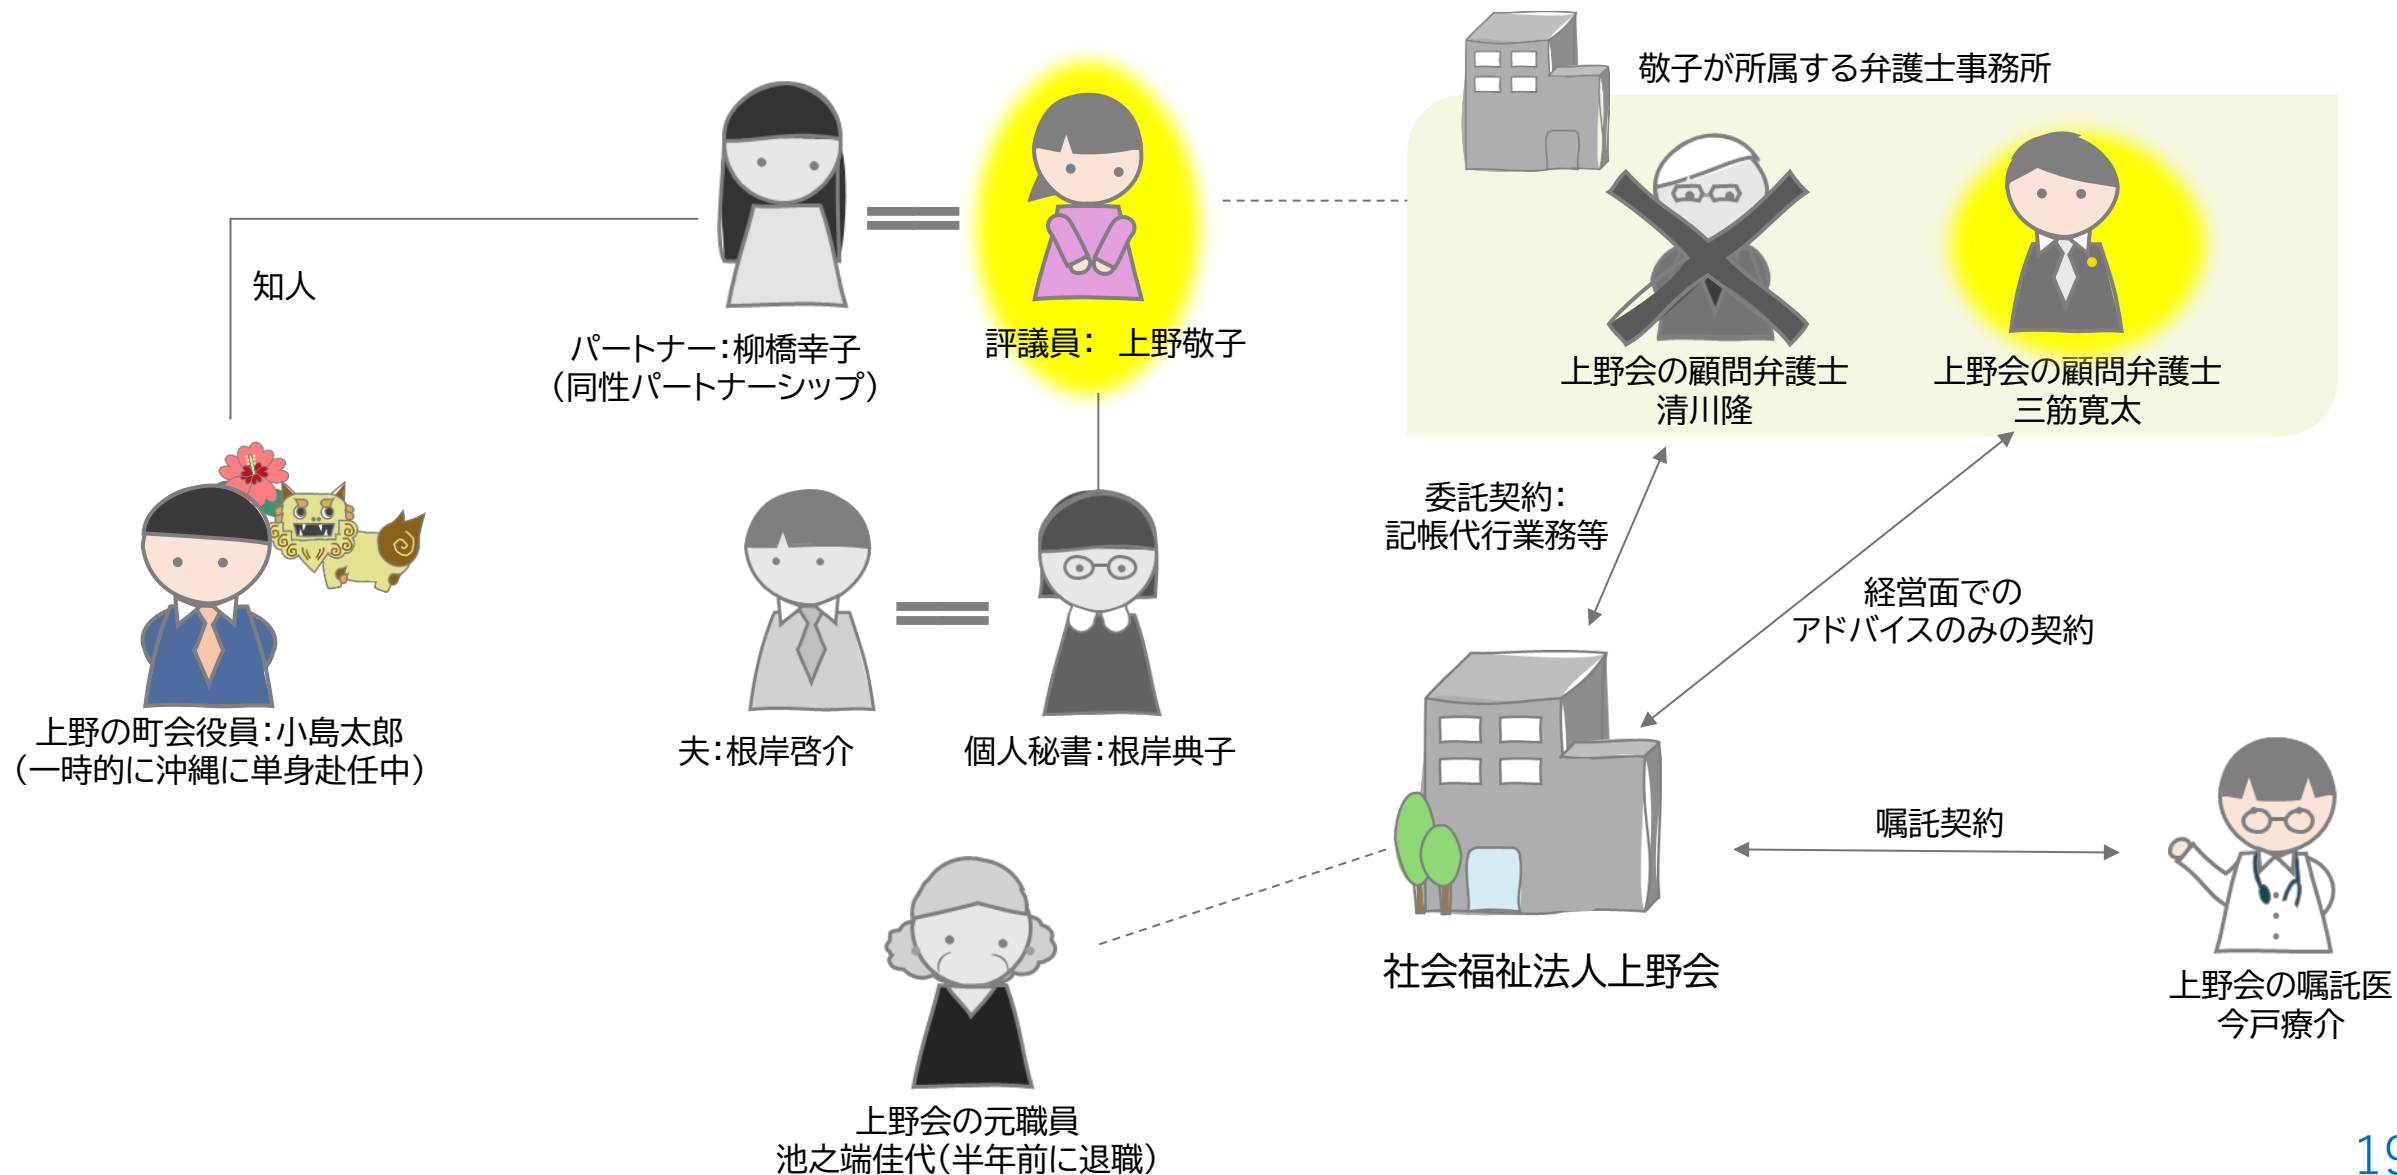 敬子が所属する弁護士事務所
知人
パートナー：柳橋幸子
（同性パートナーシップ）
評議員： 上野敬子
上野会の顧問弁護士
清川隆
上野会の顧問弁護士
三筋寛太
委託契約：
記帳代行業務等
経営面での
アドバイスのみの契約
上野の町会役員：小島太郎
（一時的に沖縄に単身赴任中）
夫：根岸啓介
個人秘書：根岸典子
嘱託契約
社会福祉法人上野会
上野会の嘱託医
今戸療介
上野会の元職員
池之端佳代（半年前に退職）
19